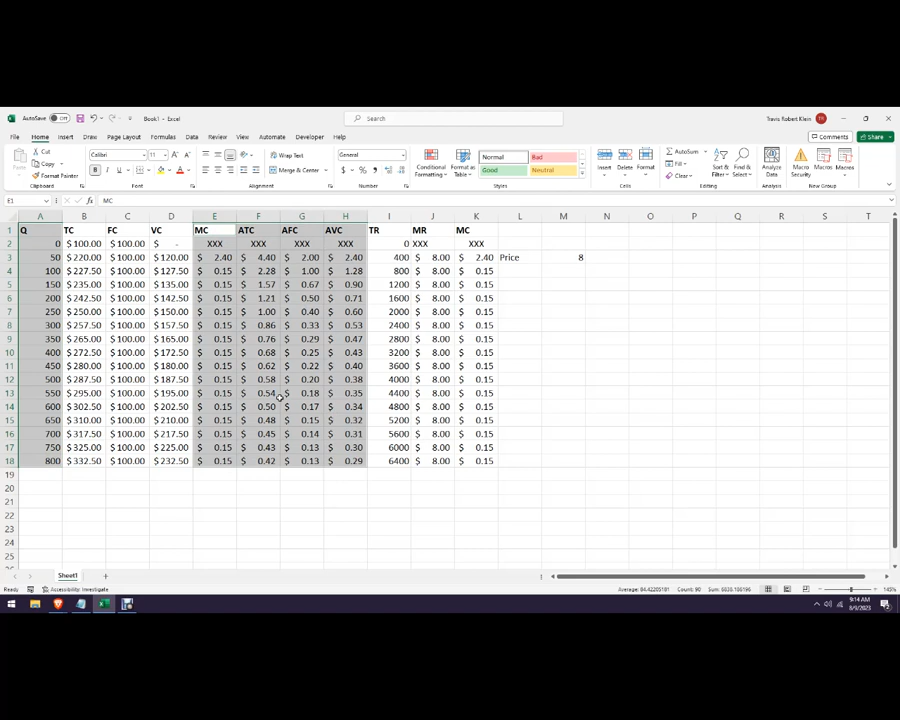 AutoSave Off Book1 - Excel Search Travis Robert Klein TR
File Home Insert Draw Page Layout Formulas Data Review View Automate Developer Help Comments Share
Cut Calibri 11 Wrap Text General AutoSum
Paste Copy Conditional Formatting Format as Table Normal Bad Insert Delete Format Fill Sort & Filter Find & Select Analyze Data Macro Security Macros Macros
Format Painter B Merge & Center $ % Good Neutral Clear
Clipboard Font Alignment Number Styles Cells Editing Analysis New Group
E1 fx MC
A B C D E F G H I J K L M N O P Q R S T
1 Q TC FC VC MC ATC AFC AVC TR MR MC
2 0 $ 100.00 $ 100.00 $ - XXX XXX XXX XXX 0 XXX XXX
3 50 $ 220.00 $ 100.00 $ 120.00 $ 2.40 $ 4.40 $ 2.00 $ 2.40 400 $ 8.00 $ 2.40 Price 8
4 100 $ 227.50 $ 100.00 $ 127.50 $ 0.15 $ 2.28 $ 1.00 $ 1.28 800 $ 8.00 $ 0.15
5 150 $ 235.00 $ 100.00 $ 135.00 $ 0.15 $ 1.57 $ 0.67 $ 0.90 1200 $ 8.00 $ 0.15
6 200 $ 242.50 $ 100.00 $ 142.50 $ 0.15 $ 1.21 $ 0.50 $ 0.71 1600 $ 8.00 $ 0.15
7 250 $ 250.00 $ 100.00 $ 150.00 $ 0.15 $ 1.00 $ 0.40 $ 0.60 2000 $ 8.00 $ 0.15
8 300 $ 257.50 $ 100.00 $ 157.50 $ 0.15 $ 0.86 $ 0.33 $ 0.53 2400 $ 8.00 $ 0.15
9 350 $ 265.00 $ 100.00 $ 165.00 $ 0.15 $ 0.76 $ 0.29 $ 0.47 2800 $ 8.00 $ 0.15
10 400 $ 272.50 $ 100.00 $ 172.50 $ 0.15 $ 0.68 $ 0.25 $ 0.43 3200 $ 8.00 $ 0.15
11 450 $ 280.00 $ 100.00 $ 180.00 $ 0.15 $ 0.62 $ 0.22 $ 0.40 3600 $ 8.00 $ 0.15
12 500 $ 287.50 $ 100.00 $ 187.50 $ 0.15 $ 0.58 $ 0.20 $ 0.38 4000 $ 8.00 $ 0.15
13 550 $ 295.00 $ 100.00 $ 195.00 $ 0.15 $ 0.54 $ 0.18 $ 0.35 4400 $ 8.00 $ 0.15
14 600 $ 302.50 $ 100.00 $ 202.50 $ 0.15 $ 0.50 $ 0.17 $ 0.34 4800 $ 8.00 $ 0.15
15 650 $ 310.00 $ 100.00 $ 210.00 $ 0.15 $ 0.48 $ 0.15 $ 0.32 5200 $ 8.00 $ 0.15
16 700 $ 317.50 $ 100.00 $ 217.50 $ 0.15 $ 0.45 $ 0.14 $ 0.31 5600 $ 8.00 $ 0.15
17 750 $ 325.00 $ 100.00 $ 225.00 $ 0.15 $ 0.43 $ 0.13 $ 0.30 6000 $ 8.00 $ 0.15
18 800 $ 332.50 $ 100.00 $ 232.50 $ 0.15 $ 0.42 $ 0.13 $ 0.29 6400 $ 8.00 $ 0.15
19
20
21
22
23
24
25
Sheet1
Ready Accessibility: Investigate Count: 90 145%
9:14 AM
8/9/2023